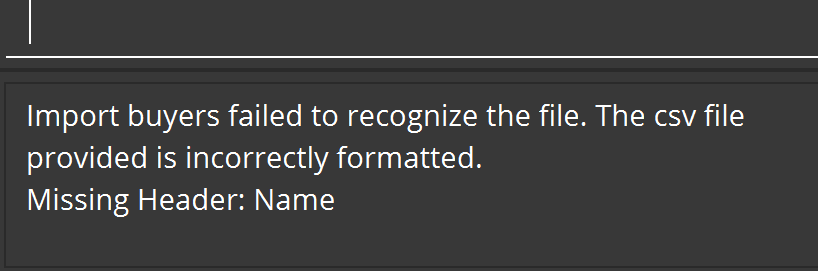 Import buyers failed to recognize the file. The csv file
provided is incorrectly formatted.
Missing Header: Name